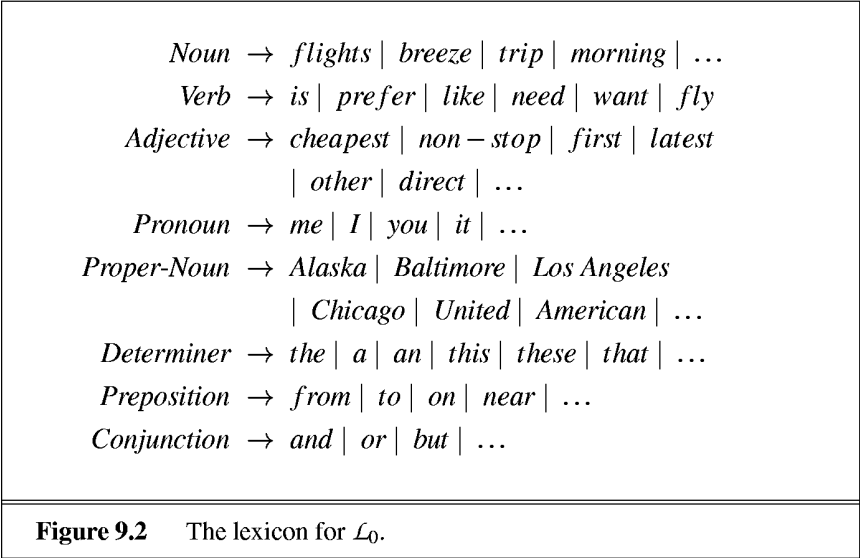 Noun → flights | breeze | trip | morning | …
Verb → is | prefer | like | need | want | fly
Adjective → cheapest | non−stop | first | latest
| other | direct | …
Pronoun → me | I | you | it | …
Proper-Noun → Alaska | Baltimore | Los Angeles
| Chicago | United | American | …
Determiner → the | a | an | this | these | that | …
Preposition → from | to | on | near | …
Conjunction → and | or | but | …
Figure 9.2 The lexicon for ℒ₀.